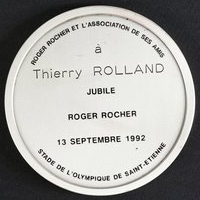 ROGER ROCHER ET L'ASSOCIATION DE SES AMIS
à
Thierry ROLLAND
JUBILE
ROGER ROCHER
13 SEPTEMBRE 1992
STADE DE L'OLYMPIQUE DE SAINT-ETIENNE